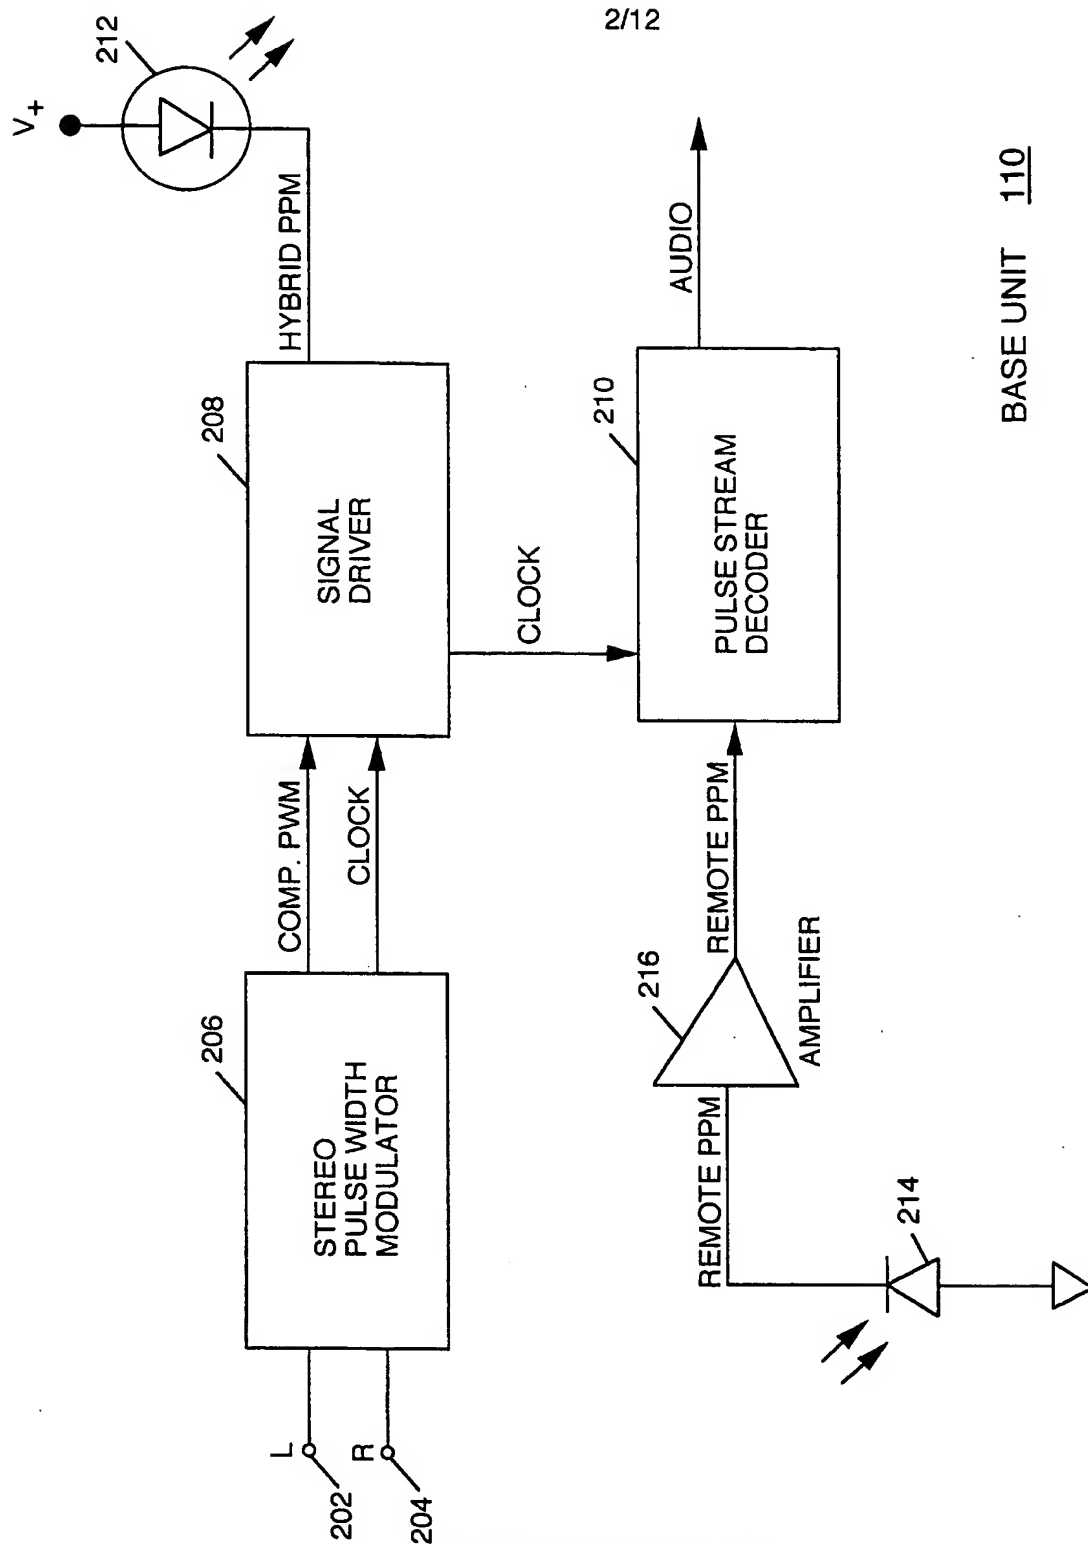 2/12
L
202
R
204
206
STEREO
PULSE WIDTH
MODULATOR
COMP. PWM
CLOCK
208
SIGNAL
DRIVER
HYBRID PPM
V+
212
CLOCK
214
REMOTE PPM
216
AMPLIFIER
REMOTE PPM
210
PULSE STREAM
DECODER
AUDIO
BASE UNIT 110